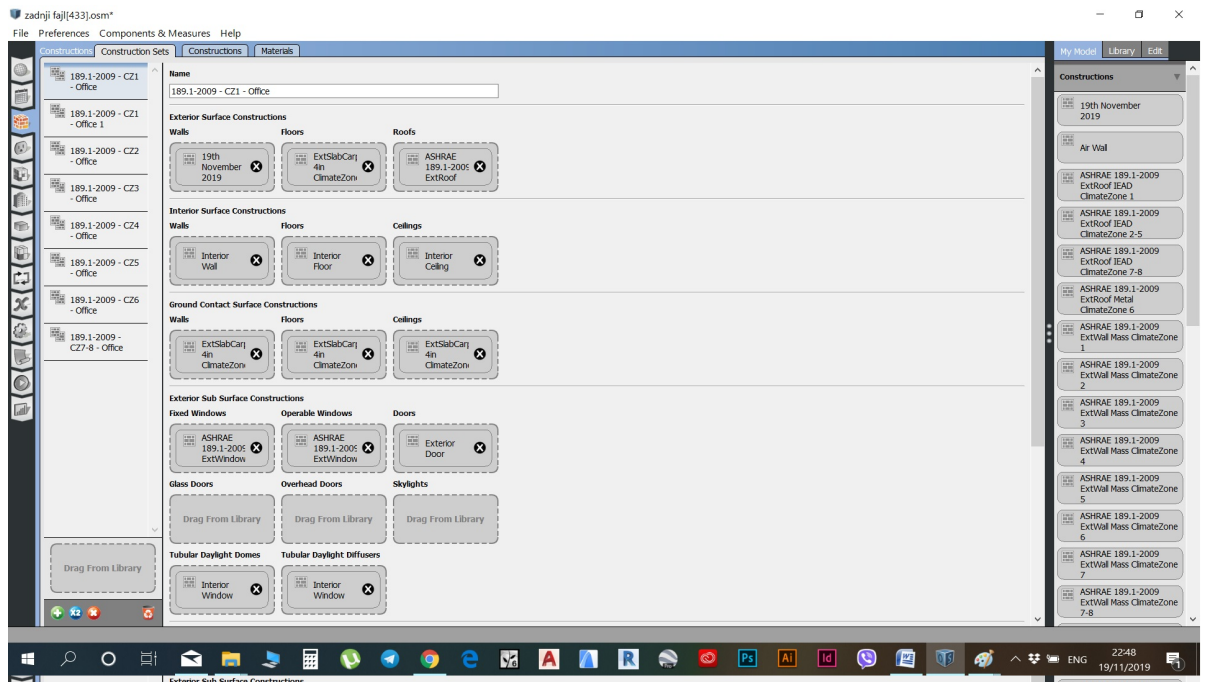 zadnji fajl[433].osm*
File Preferences Components & Measures Help
Constructions Construction Sets Constructions Materials
My Model Library Edit
189.1-2009 - CZ1
- Office
189.1-2009 - CZ1
- Office 1
189.1-2009 - CZ2
- Office
189.1-2009 - CZ3
- Office
189.1-2009 - CZ4
- Office
189.1-2009 - CZ5
- Office
189.1-2009 - CZ6
- Office
189.1-2009 -
CZ7-8 - Office
Drag From Library
x2
Name
189.1-2009 - CZ1 - Office
Exterior Surface Constructions
Walls Floors Roofs
19th
November
2019
ExtSlabCarp
4in
ClimateZon
ASHRAE
189.1-2009
ExtRoof
Interior Surface Constructions
Walls Floors Ceilings
Interior
Wall
Interior
Floor
Interior
Ceiling
Ground Contact Surface Constructions
Walls Floors Ceilings
ExtSlabCarp
4in
ClimateZon
ExtSlabCarp
4in
ClimateZon
ExtSlabCarp
4in
ClimateZon
Exterior Sub Surface Constructions
Fixed Windows Operable Windows Doors
ASHRAE
189.1-2009
ExtWindow
ASHRAE
189.1-2009
ExtWindow
Exterior
Door
Glass Doors Overhead Doors Skylights
Drag From Library Drag From Library Drag From Library
Tubular Daylight Domes Tubular Daylight Diffusers
Interior
Window
Interior
Window
Constructions
19th November
2019
Air Wall
ASHRAE 189.1-2009
ExtRoof IEAD
ClimateZone 1
ASHRAE 189.1-2009
ExtRoof IEAD
ClimateZone 2-5
ASHRAE 189.1-2009
ExtRoof IEAD
ClimateZone 7-8
ASHRAE 189.1-2009
ExtRoof Metal
ClimateZone 6
ASHRAE 189.1-2009
ExtWall Mass ClimateZone
1
ASHRAE 189.1-2009
ExtWall Mass ClimateZone
2
ASHRAE 189.1-2009
ExtWall Mass ClimateZone
3
ASHRAE 189.1-2009
ExtWall Mass ClimateZone
4
ASHRAE 189.1-2009
ExtWall Mass ClimateZone
5
ASHRAE 189.1-2009
ExtWall Mass ClimateZone
6
ASHRAE 189.1-2009
ExtWall Mass ClimateZone
7
ASHRAE 189.1-2009
ExtWall Mass ClimateZone
7-8
A R Ps Ai Id W ENG 22:48
19/11/2019
Exterior Sub Surface Constructions